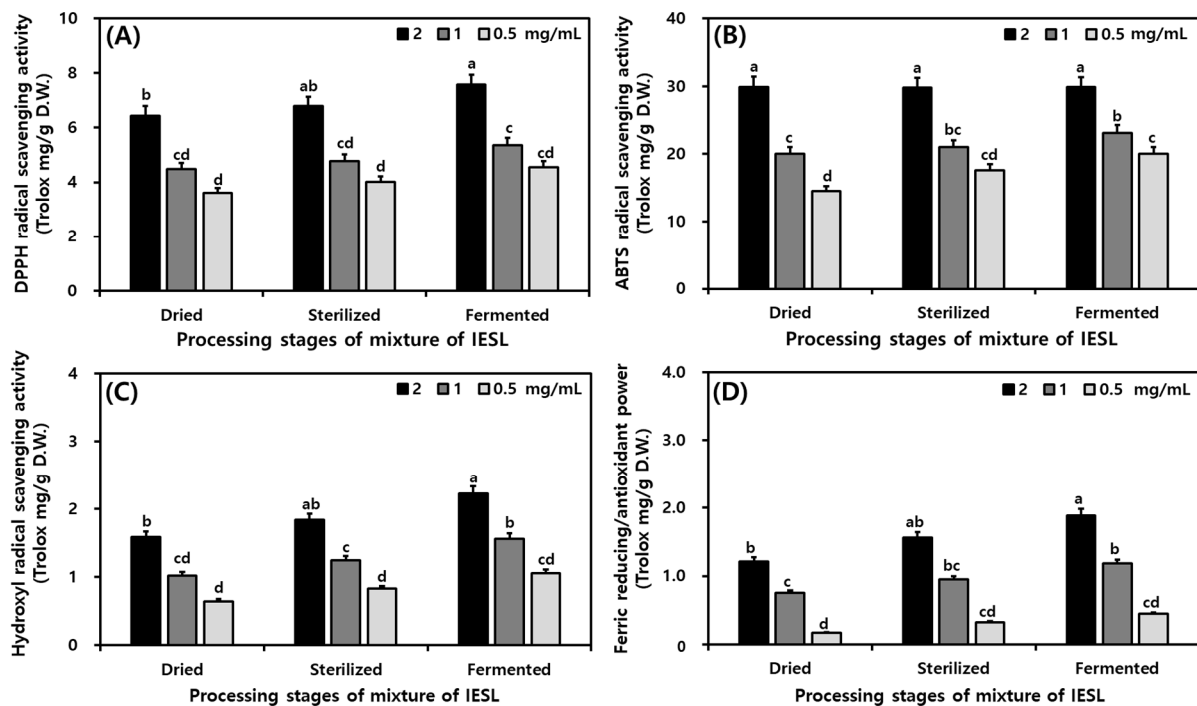 (A)
2 1 0.5 mg/mL
DPPH radical scavenging activity
(Trolox mg/g D.W.)
10
8
6
4
2
0
b cd d
ab cd d
a c cd
Dried Sterilized Fermented
Processing stages of mixture of IESL
(B)
2 1 0.5 mg/mL
ABTS radical scavenging activity
(Trolox mg/g D.W.)
40
30
20
10
0
a c d
a bc cd
a b c
Dried Sterilized Fermented
Processing stages of mixture of IESL
(C)
2 1 0.5 mg/mL
Hydroxyl radical scavenging activity
(Trolox mg/g D.W.)
4
3
2
1
0
b cd d
ab c d
a b cd
Dried Sterilized Fermented
Processing stages of mixture of IESL
(D)
2 1 0.5 mg/mL
Ferric reducing/antioxidant power
(Trolox mg/g D.W.)
4.0
3.0
2.0
1.0
0
b c d
ab bc cd
a b cd
Dried Sterilized Fermented
Processing stages of mixture of IESL